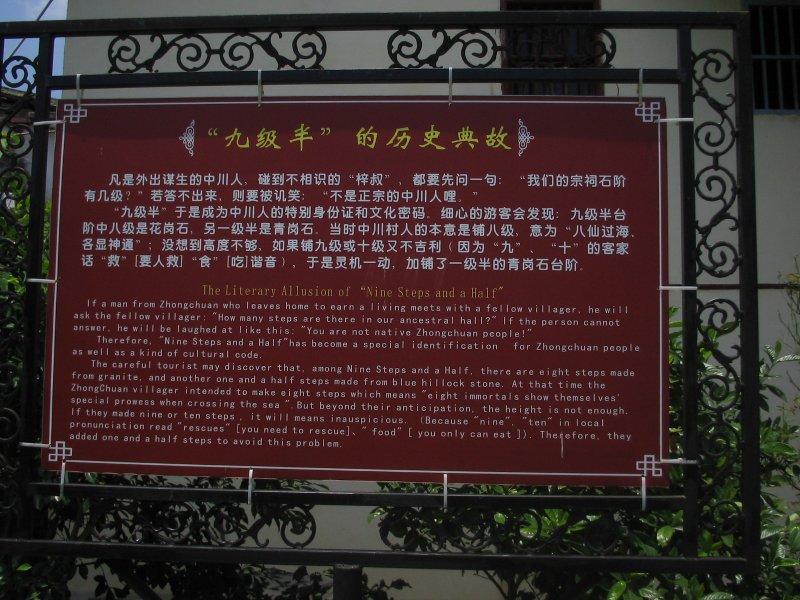 “九级半”的历史典故
凡是外出谋生的中川人，碰到不相识的“梓叔”，都要先问一句：“我们的宗祠石阶
有几级？”若答不出来，则要被讥笑：“不是正宗的中川人哩。”
“九级半”于是成为中川人的特别身份证和文化密码。细心的游客会发现：九级半台
阶中八级是花岗石，另一级半是青岗石。当时中川村人的本意是铺八级，意为“八仙过海、
各显神通”；没想到高度不够，如果铺九级或十级又不吉利（因为“九”、“十”的客家
话“救”[要人救]“食”[吃]谐音），于是灵机一动，加铺了一级半的青岗石台阶。
The Literary Allusion of “Nine Steps and a Half”
If a man from Zhongchuan who leaves home to earn a living meets with a fellow villager, he will
ask the fellow villager: "How many steps are there in our ancestral hall?" If the person cannot
answer, he will be laughed at like this: "You are not native Zhongchuan people!"
Therefore, "Nine Steps and a Half"has become a special identification for Zhongchuan people
as well as a kind of cultural code.
The careful tourist may discover that, among Nine Steps and a Half, there are eight steps made
from granite, and another one and a half steps made from blue hillock stone. At that time the
ZhongChuan villager intended to make eight steps which means "eight immortals show themselves'
special prowess when crossing the sea ".But beyond their anticipation, the height is not enough.
If they made nine or ten steps , it will means inauspicious. (Because "nine"、"ten" in local
pronunciation read "rescues" [you need to rescue]、" food" [ you only can eat ]). Therefore, they
added one and a half steps to avoid this problem.